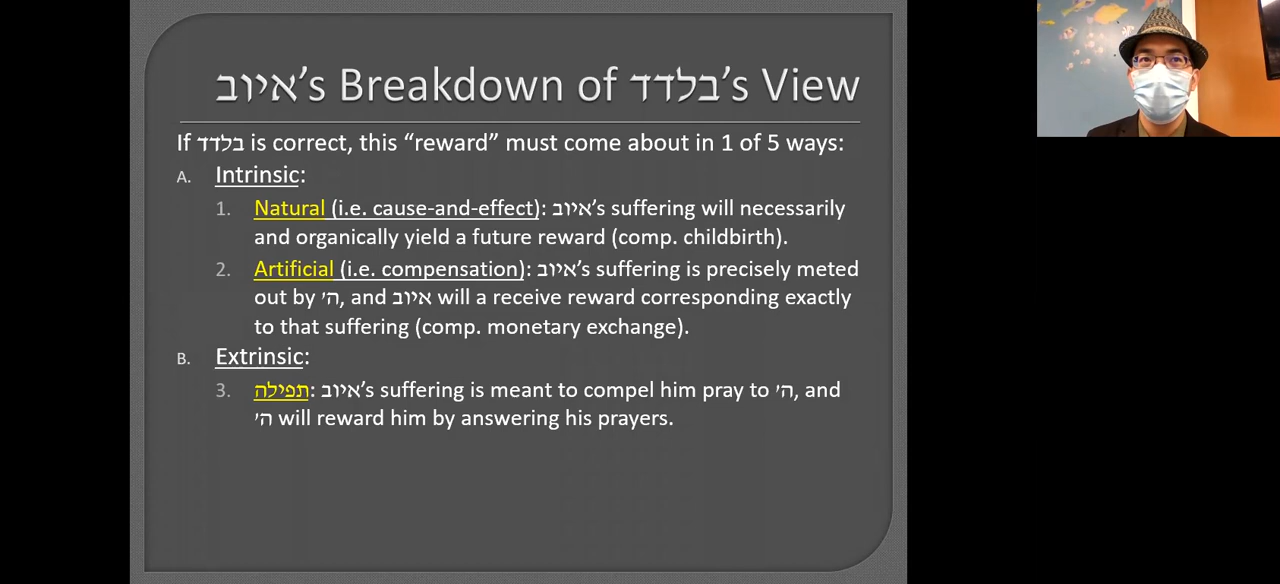 איוב's Breakdown of בלדד's View
If בלדד is correct, this “reward” must come about in 1 of 5 ways:
A. Intrinsic:
1. Natural (i.e. cause-and-effect): איוב's suffering will necessarily
and organically yield a future reward (comp. childbirth).
2. Artificial (i.e. compensation): איוב's suffering is precisely meted
out by ה', and איוב will a receive reward corresponding exactly
to that suffering (comp. monetary exchange).
B. Extrinsic:
3. תפילה: איוב's suffering is meant to compel him pray to ה', and
ה' will reward him by answering his prayers.